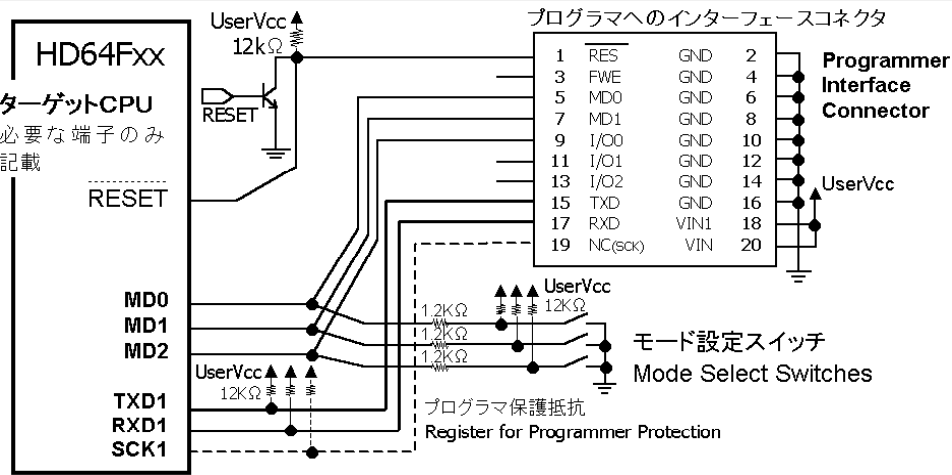 UserVcc
12kΩ
プログラマへのインターフェースコネクタ
HD64Fxx
ターゲットCPU
必要な端子のみ
記載
RESET
RESET
1 RES GND 2
3 FWE GND 4
5 MD0 GND 6
7 MD1 GND 8
9 I/O0 GND 10
11 I/O1 GND 12
13 I/O2 GND 14
15 TXD GND 16
17 RXD VIN1 18
19 NC(SCK) VIN 20
Programmer
Interface
Connector
UserVcc
MD0
MD1
MD2
TXD1
RXD1
SCK1
UserVcc
12KΩ
1.2KΩ
1.2KΩ
1.2KΩ
UserVcc
12KΩ
モード設定スイッチ
Mode Select Switches
プログラマ保護抵抗
Register for Programmer Protection